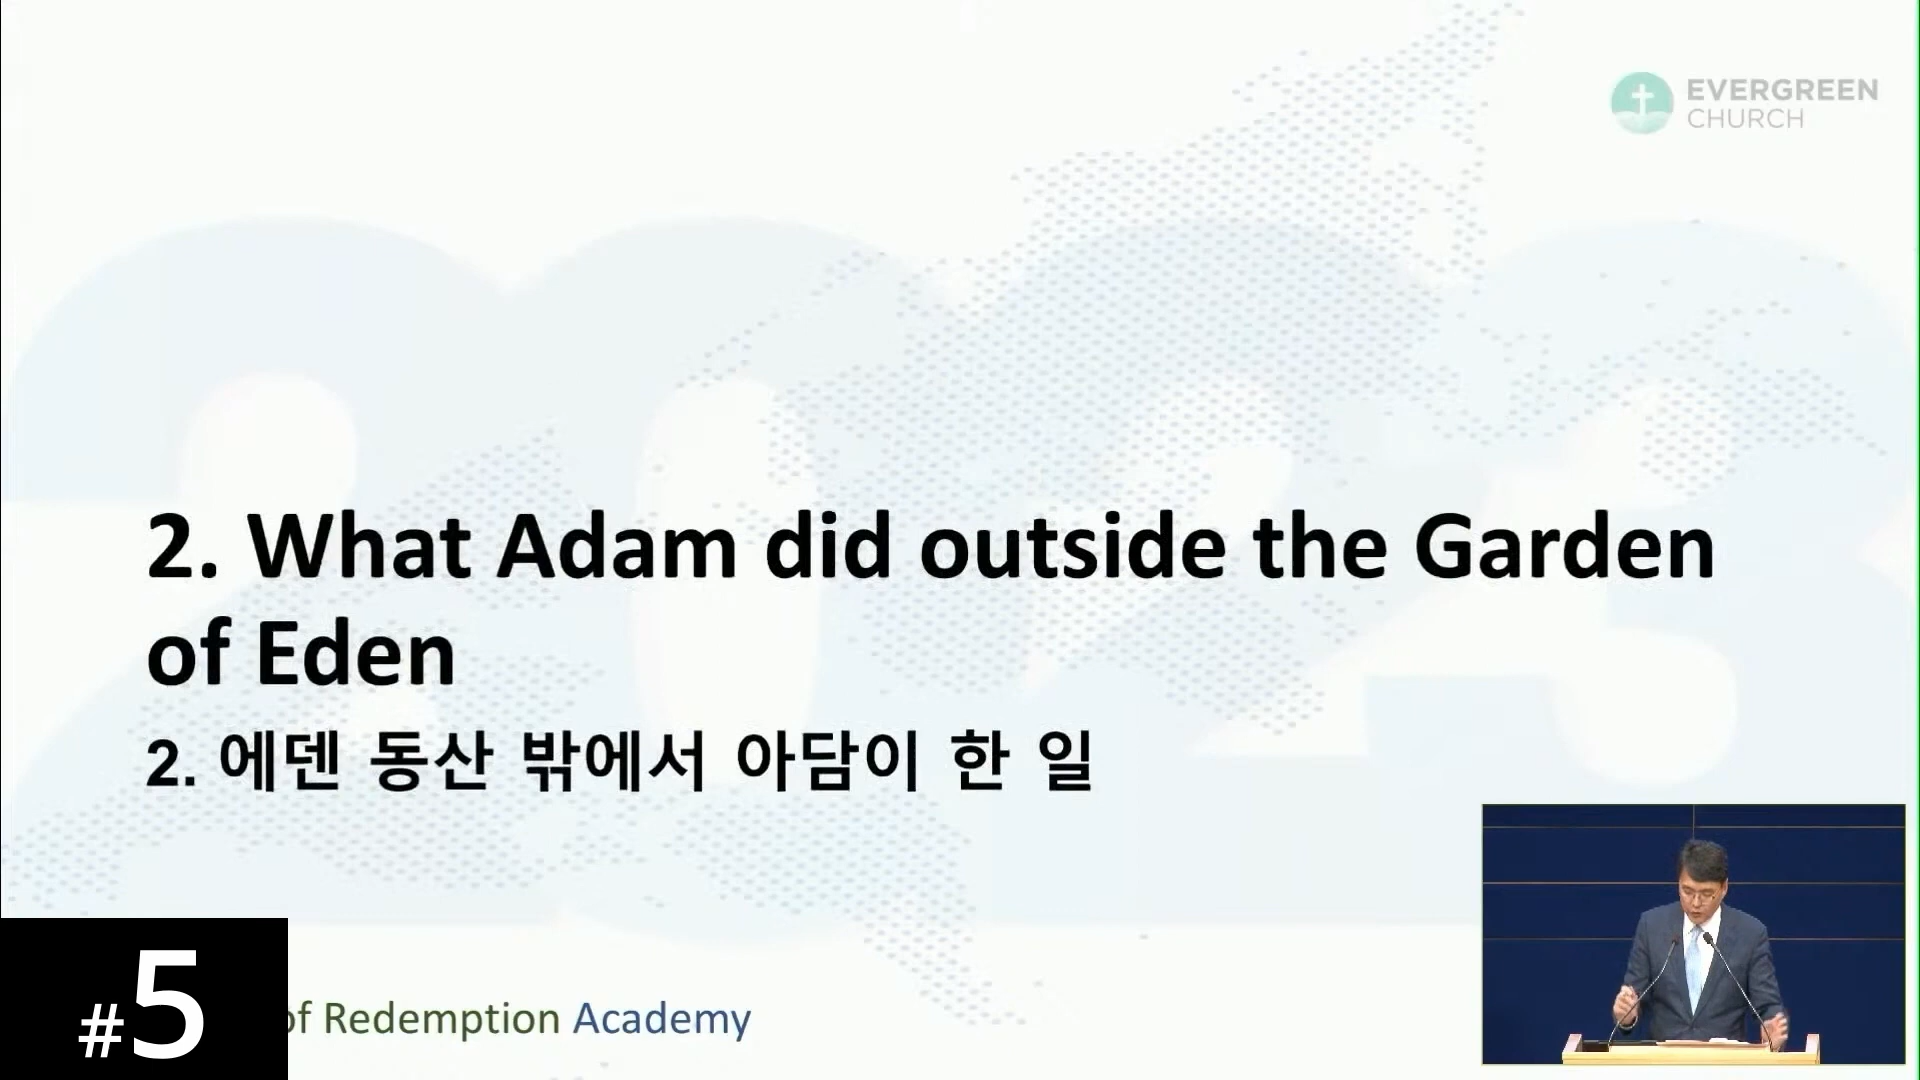 EVERGREEN
CHURCH
2023
2. What Adam did outside the Garden
of Eden
2. 에덴 동산 밖에서 아담이 한 일
#5
of Redemption Academy